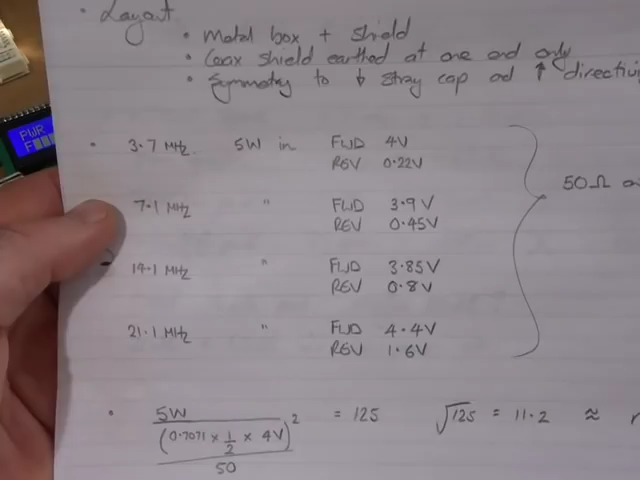 • Layout
• Metal box + shield
• Coax shield earthed at one end only
• Symmetry to ↓ stray cap and ↑
PWR
F
• 3.7 MHz 5W in FWD 4V
REV 0.22V
7.1 MHz " FWD 3.9V
REV 0.45V
50Ω
14.1 MHz " FWD 3.85V
REV 0.8V
21.1 MHz " FWD 4.4V
REV 1.6V
• 5W / ((0.7071 × 1/2 × 4V)² / 50) = 125 √125 = 11.2 ≈